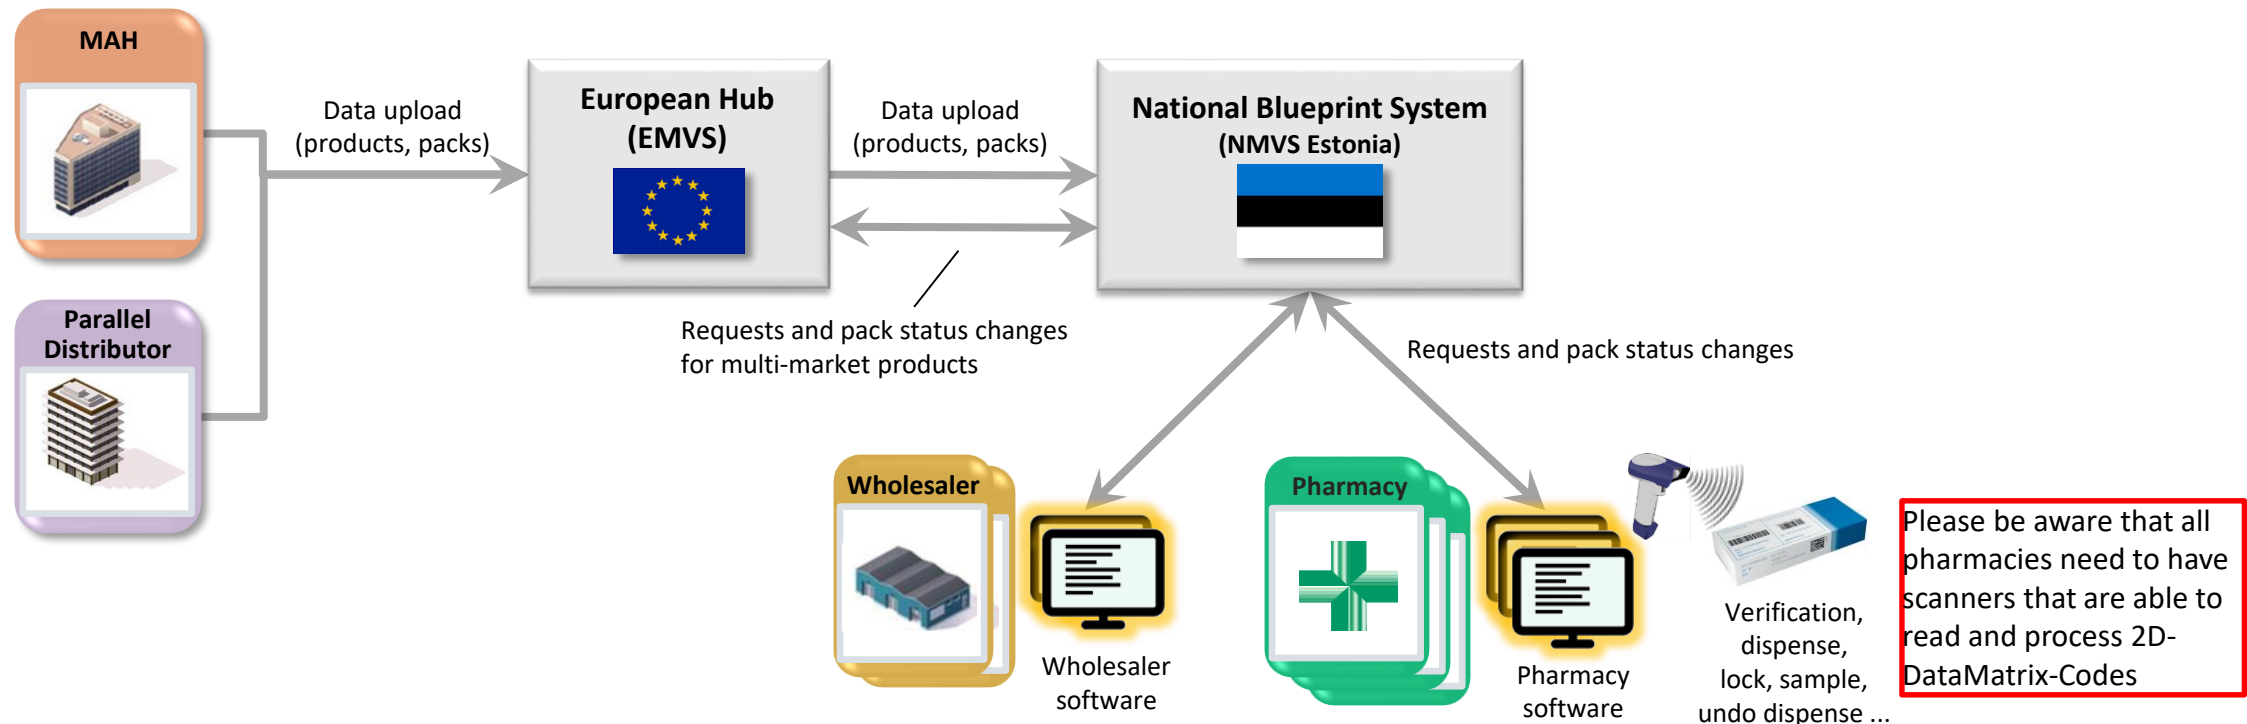 MAH
Data upload
(products, packs)
European Hub
(EMVS)
Data upload
(products, packs)
National Blueprint System
(NMVS Estonia)
Parallel
Distributor
Requests and pack status changes
for multi-market products
Requests and pack status changes
Wholesaler
Wholesaler
software
Pharmacy
Pharmacy
software
Verification,
dispense,
lock, sample,
undo dispense ...
Please be aware that all
pharmacies need to have
scanners that are able to
read and process 2D-
DataMatrix-Codes